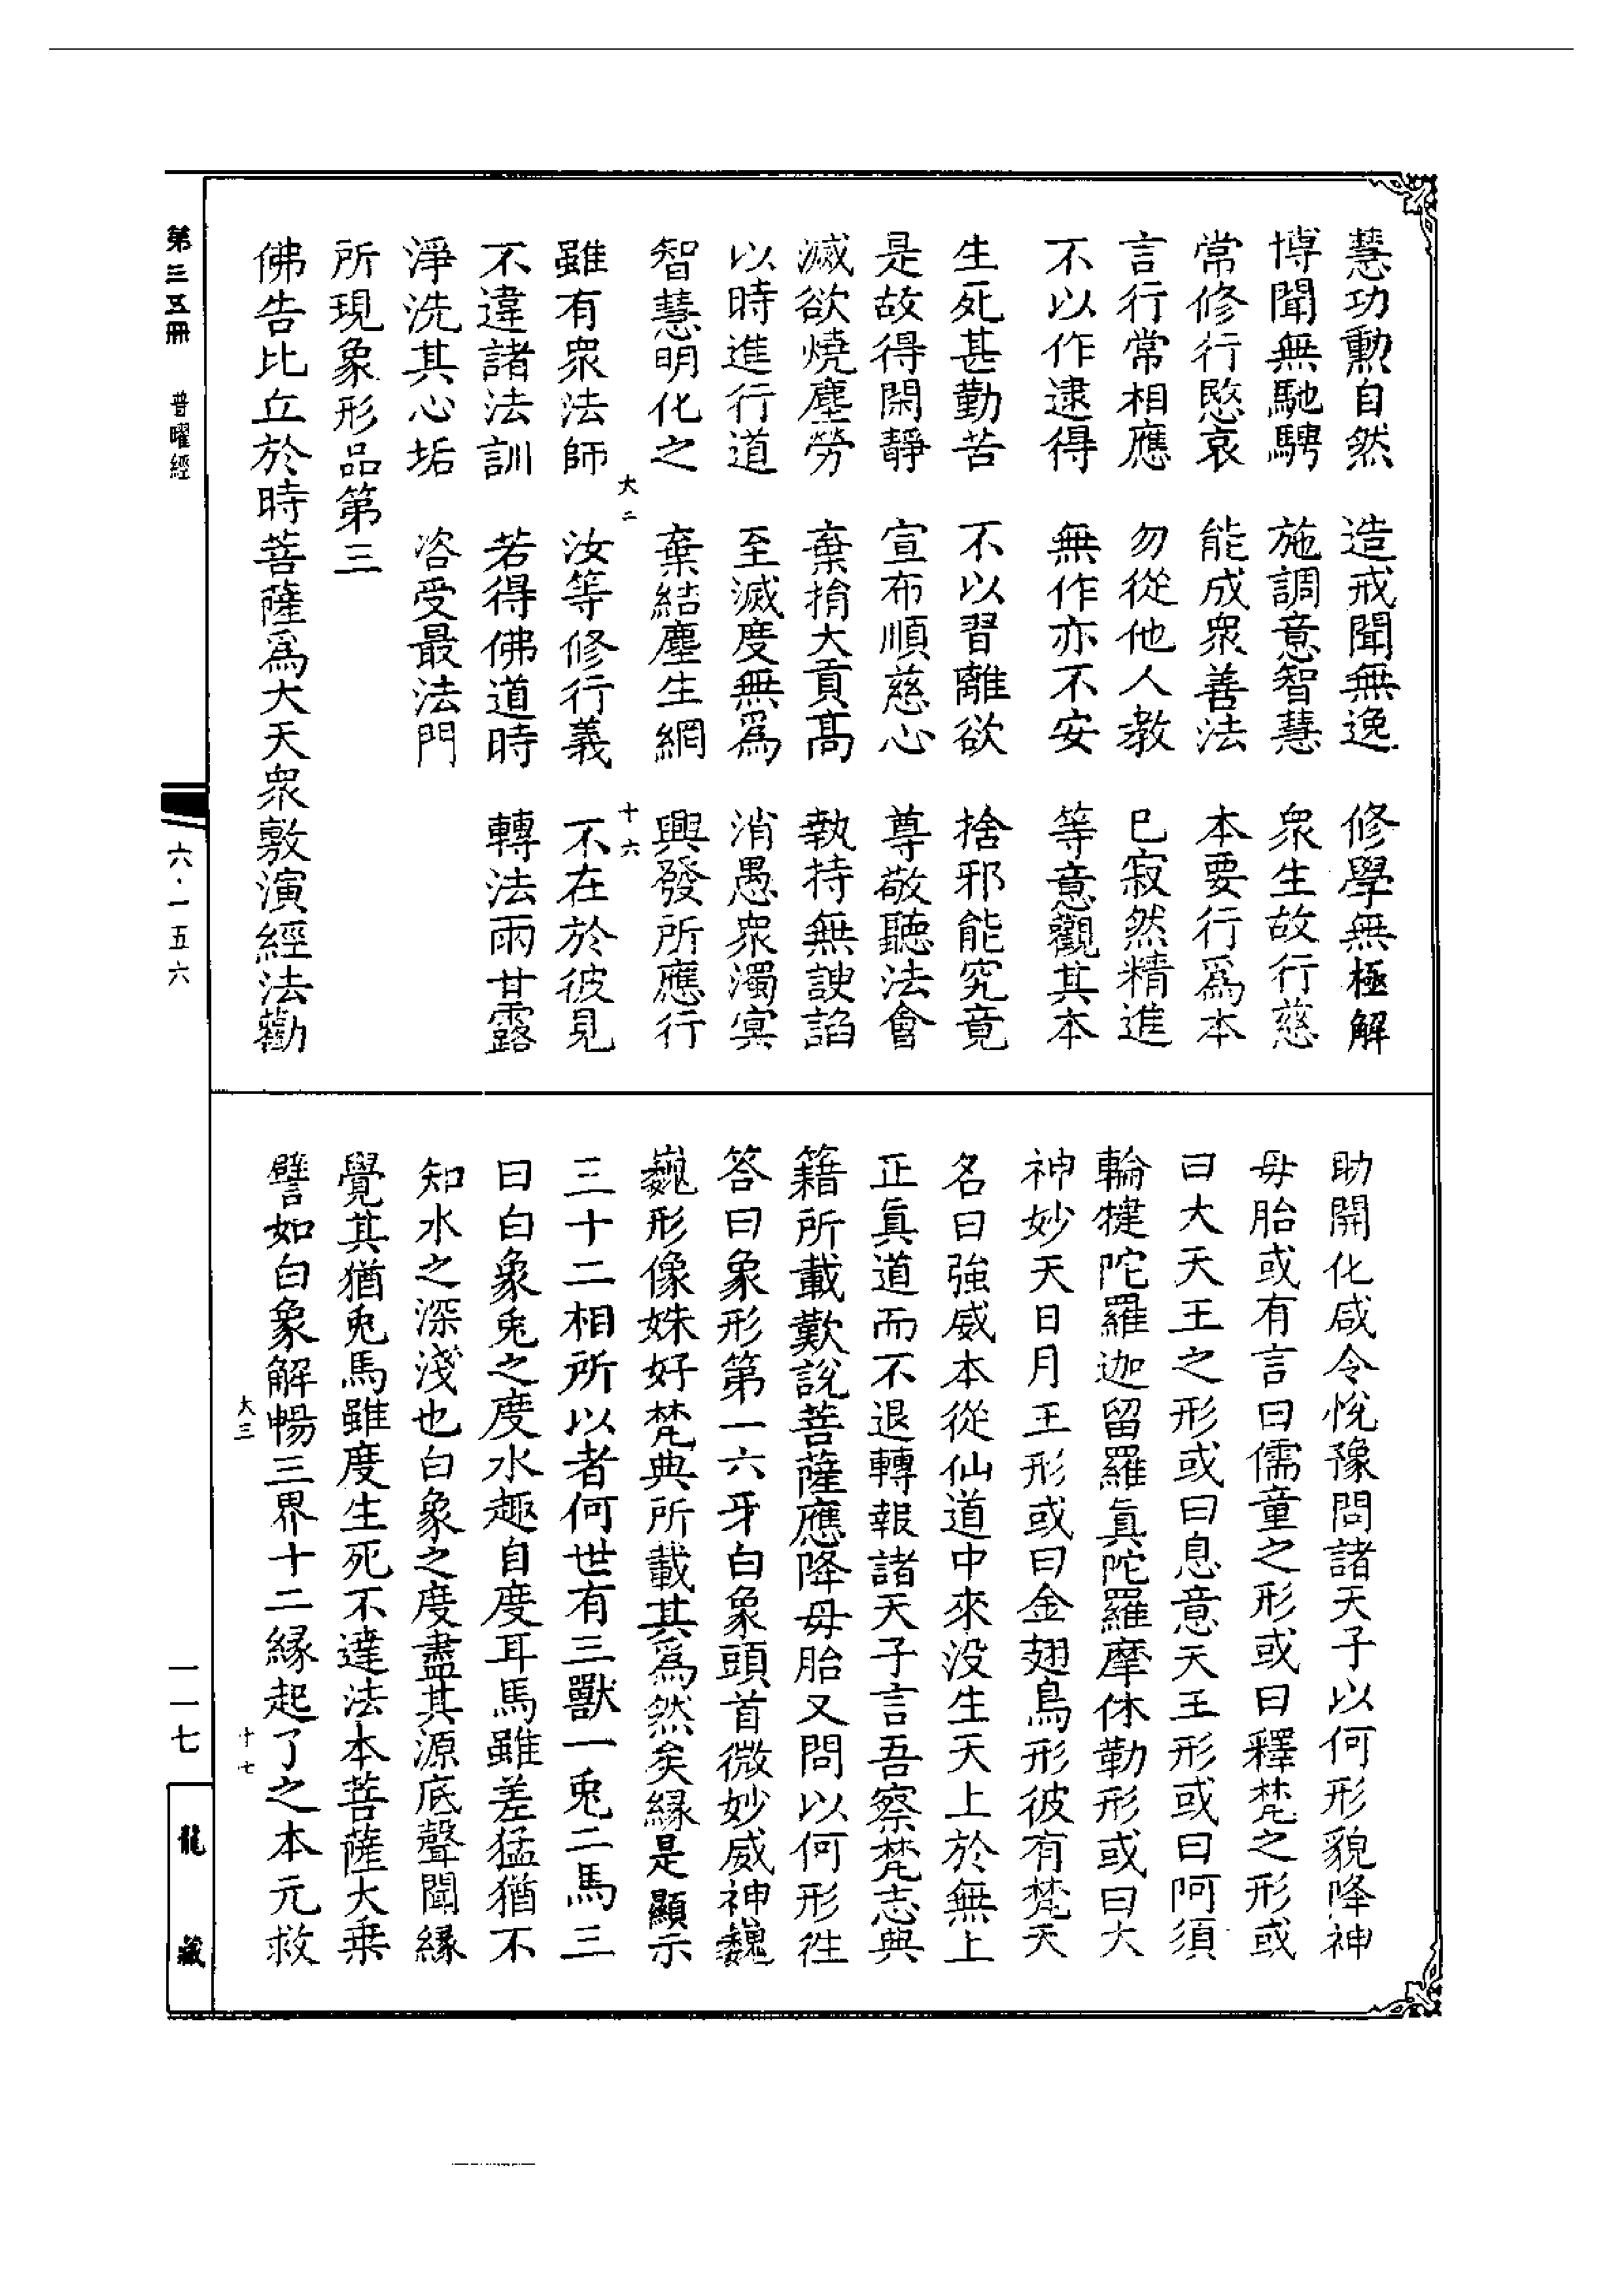 慧功勳自然　造戒聞無逸　修學無極解
博聞無馳騁　施調意智慧　衆生故行慈
常修行愍哀　能成衆善法　本要行爲本
言行常相應　勿從他人教　已寂然精進
不以作逮得　無作亦不安　等意觀其本
生死甚勤苦　不以習離欲　捨邪能究竟
是故得閑靜　宣布順慈心　尊敬聽法會
滅欲燒塵勞　棄捐大貢高　執持無諛諂
以時進行道　至滅度無爲　消愚衆濁冥
智慧明化之　棄結塵生網　興發所應行
大二　十六
雖有衆法師　汝等修行義　不在於彼見
不違諸法訓　若得佛道時　轉法雨甘露
淨洗其心垢　咨受最法門
所現象形品第三
佛告比丘於時菩薩爲大天衆敷演經法勸
助開化咸令悅豫問諸天子以何形貌降神
母胎或有言曰儒童之形或曰釋梵之形或
曰大天王之形或曰息意天王形或曰阿須
輪揵陀羅迦留羅眞陀羅摩休勒形或曰大
神妙天日月王形或曰金翅鳥形彼有梵天
名曰強威本從仙道中來没生天上於無上
正眞道而不退轉報諸天子言吾察梵志典
籍所載歎說菩薩應降母胎又問以何形往
答曰象形第一六牙白象頭首微妙威神巍
巍形像姝好梵典所載其爲然矣緣是顯示
三十二相所以者何世有三獸一兎二馬三
曰白象兎之度水趣自度耳馬雖差猛猶不
知水之深淺也白象之度盡其源底聲聞緣
覺其猶兎馬雖度生死不達法本菩薩大乗
譬如白象解暢三界十二緣起了之本元救
大三　十七
第三五冊　普曜經
六·一五六
一一七
龍藏